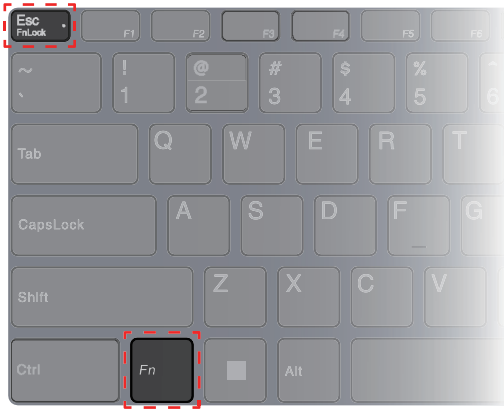 Esc
FnLock
F1 F2 F3 F4 F5 F6
~ ! @ # $ % ^
` 1 2 3 4 5 6
Tab Q W E R T
CapsLock A S D F G
Shift Z X C V
Ctrl Fn Alt